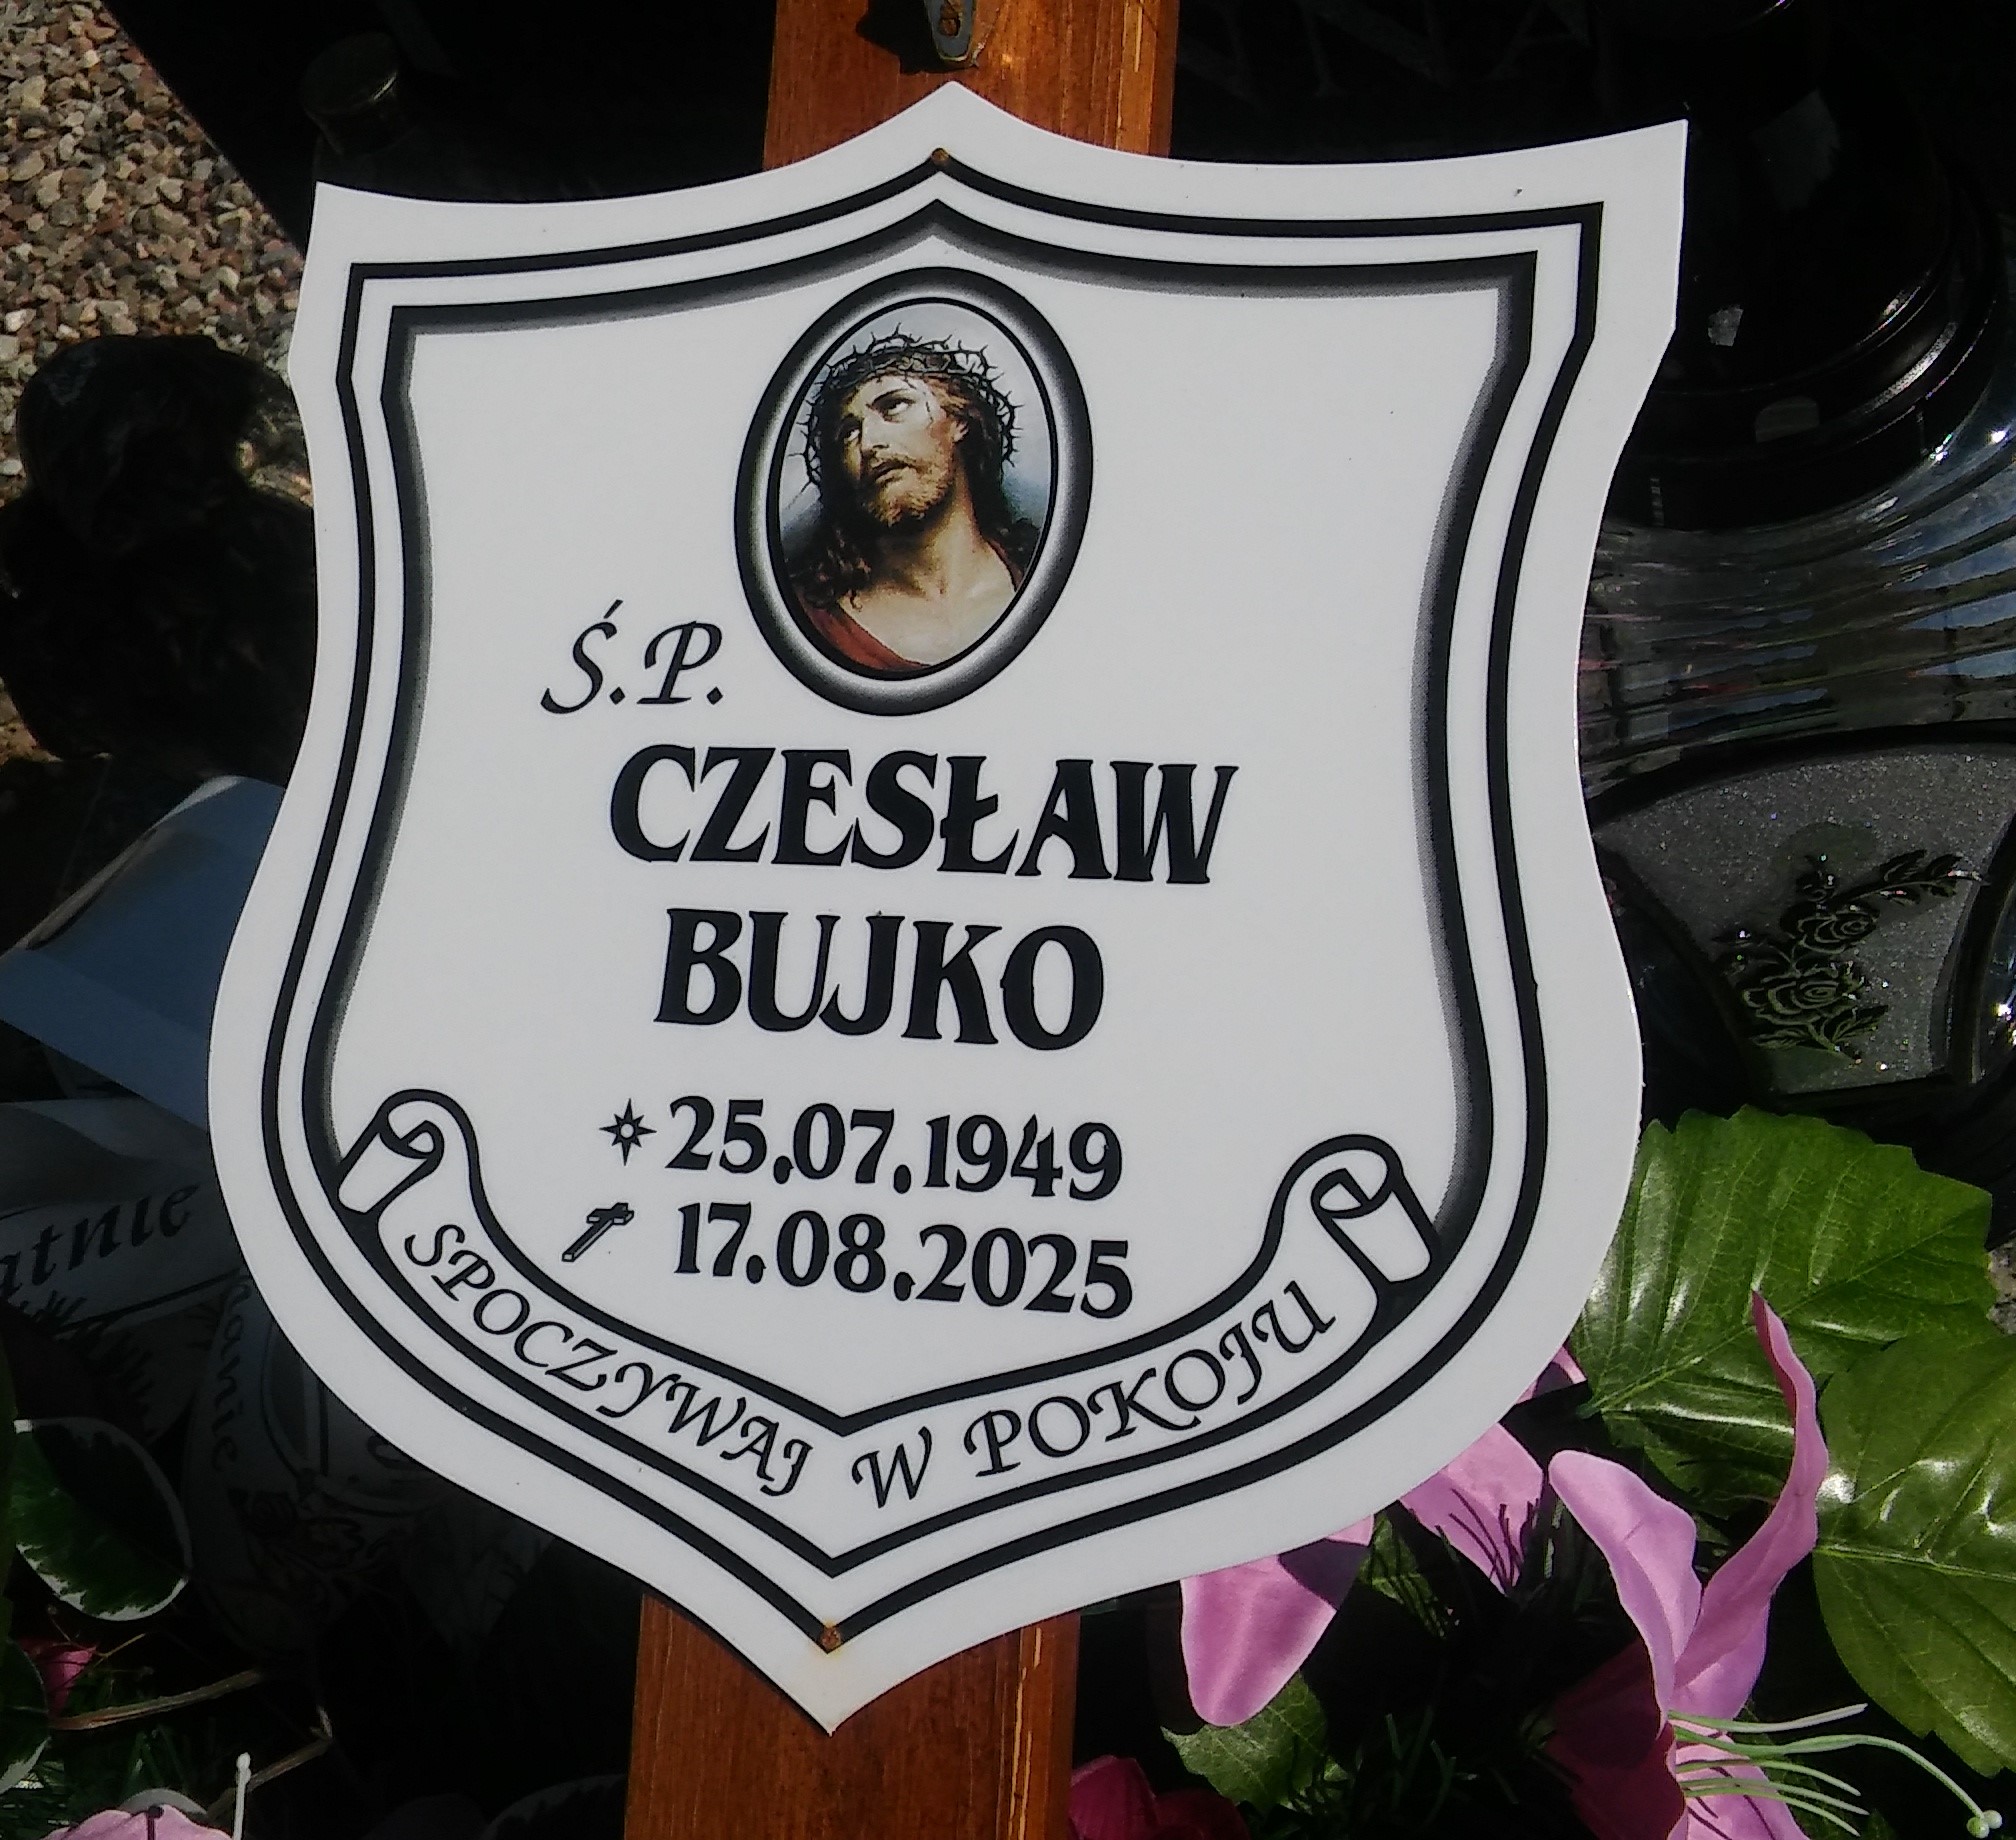 Ś.P.
CZESŁAW
BUJKO
25.07.1949
17.08.2025
SPOCZYWAJ W POKOJU